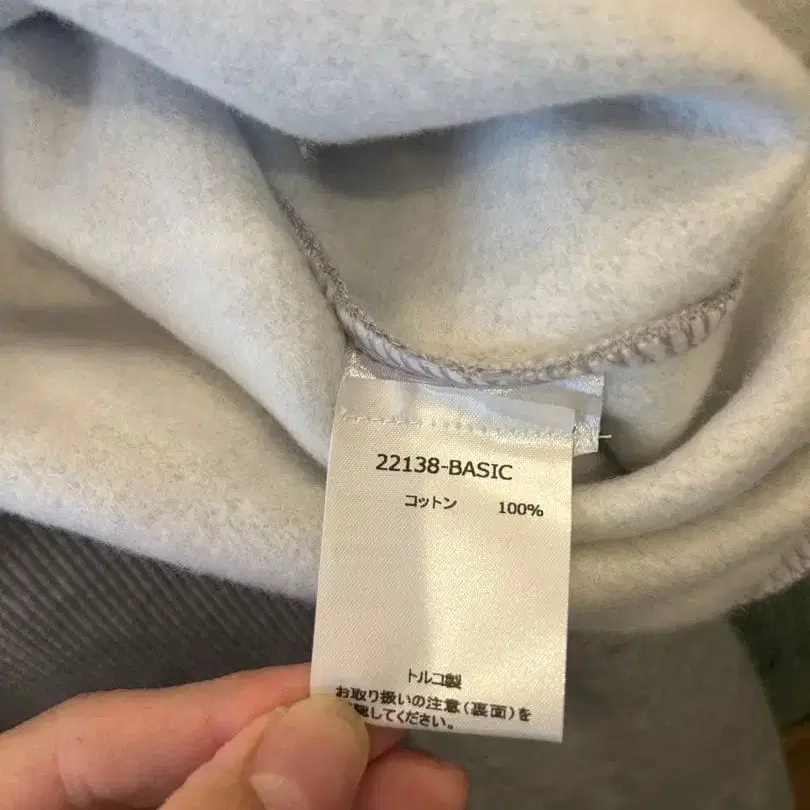 22138-BASIC
コットン 100%
トルコ製
お取り扱いの注意(裏面)を
認してください。